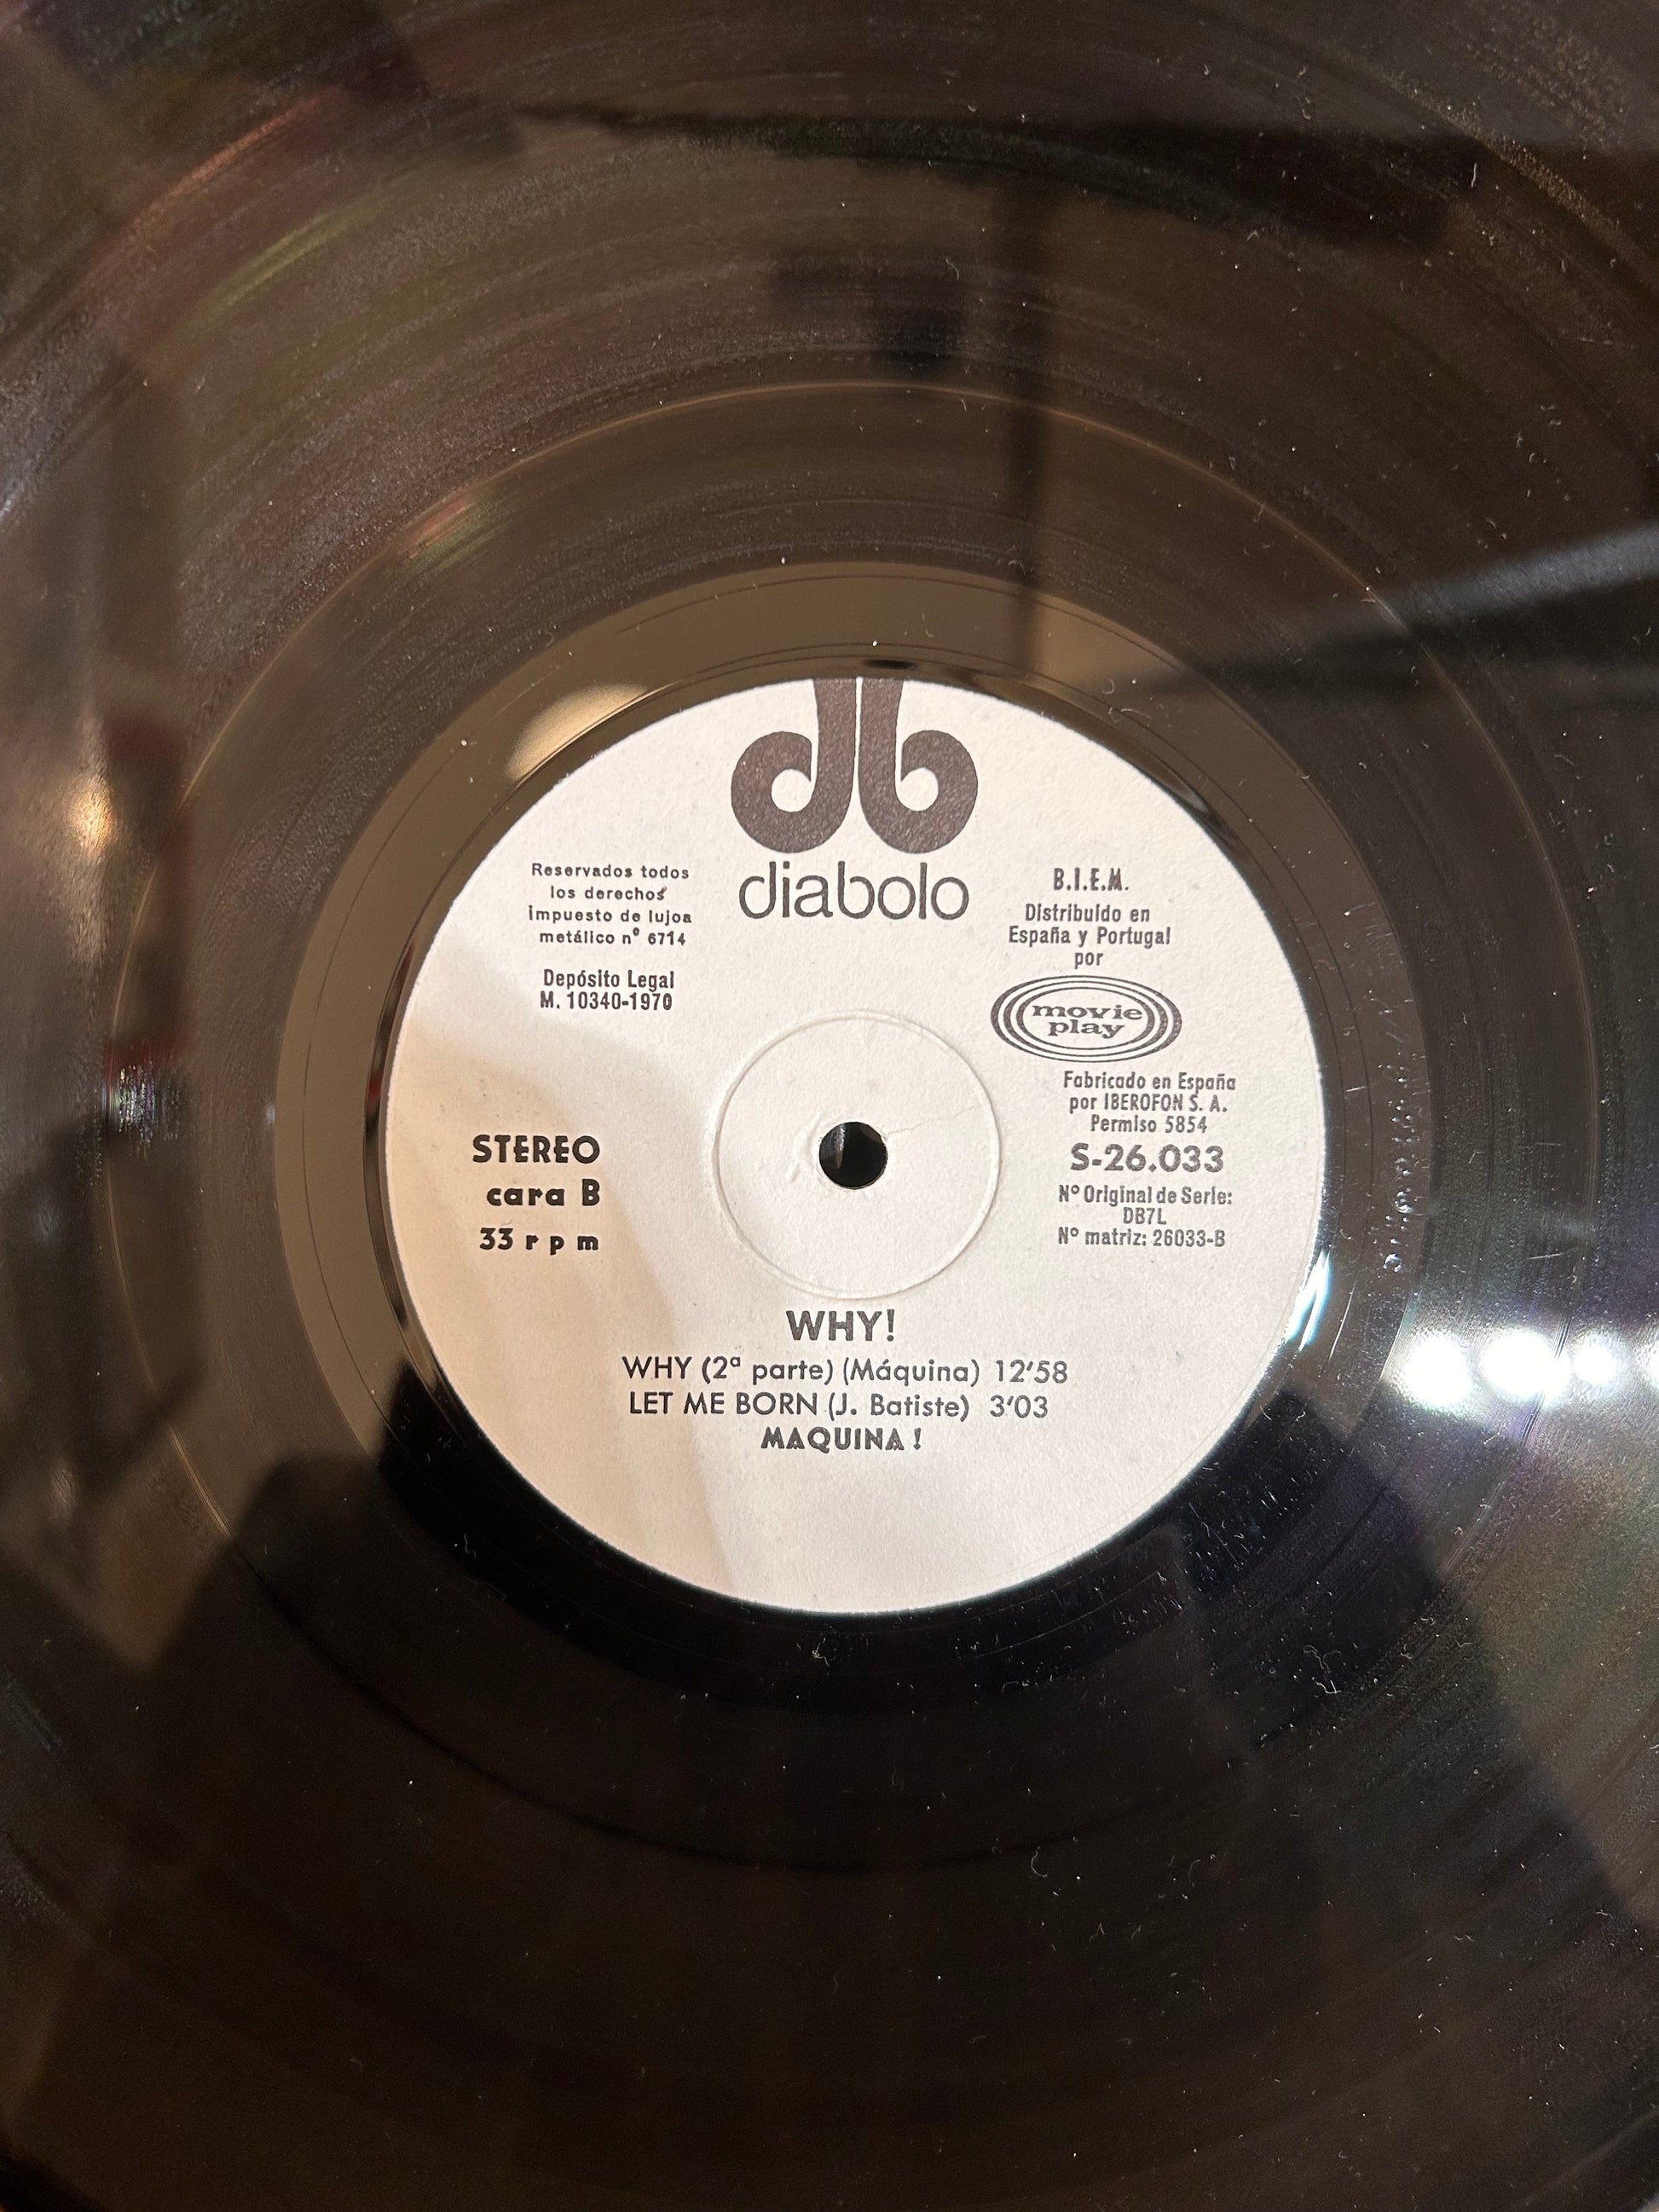 db
diabolo
Reservados todos
los derechos
impuesto de lujoa
metálico nº 6714
Depósito Legal
M. 10340-1970
B.I.E.M.
Distribuido en
España y Portugal
por
movie
play
Fabricado en España
por IBEROFON S. A.
Permiso 5854
S-26.033
Nº Original de Serie:
DB7L
Nº matriz: 26033-B
STEREO
cara B
33 rpm
WHY!
WHY (2ª parte) (Máquina) 12'58
LET ME BORN (J. Batiste) 3'03
MAQUINA !